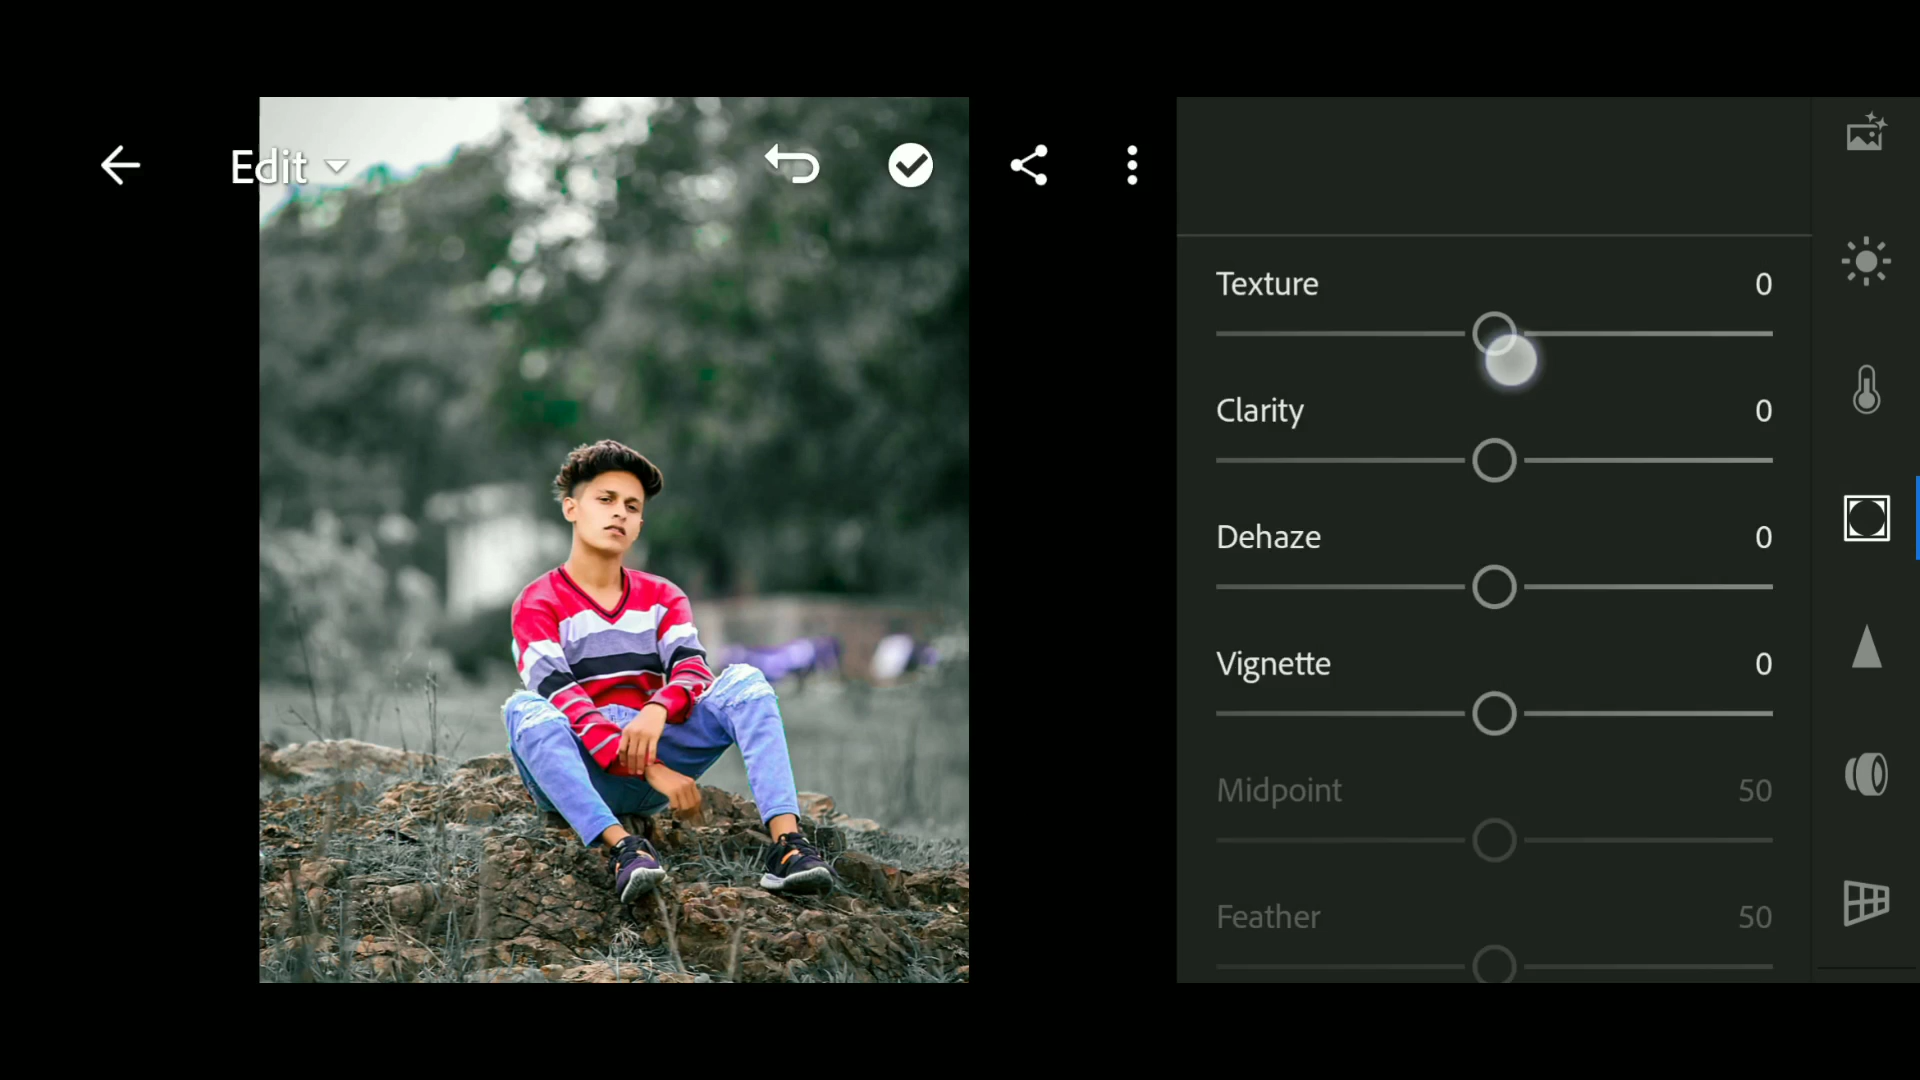 Edit
Texture 0
Clarity 0
Dehaze 0
Vignette 0
Midpoint 50
Feather 50